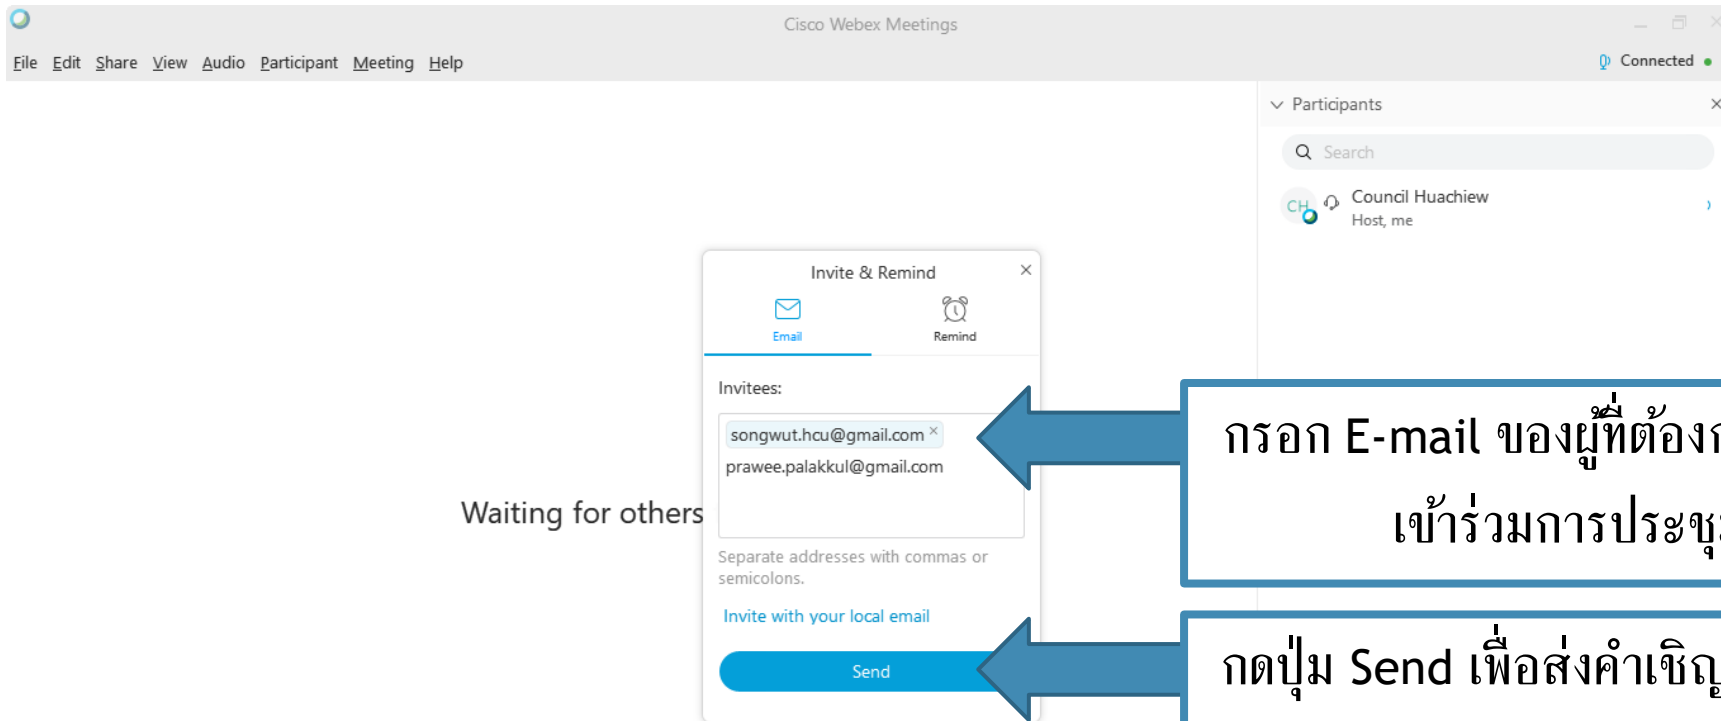 Cisco Webex Meetings
File Edit Share View Audio Participant Meeting Help
Connected
Participants
Search
CH
Council Huachiew
Host, me
Invite & Remind
Email
Remind
Invitees:
songwut.hcu@gmail.com
prawee.palakkul@gmail.com
Separate addresses with commas or
semicolons.
Invite with your local email
Send
Waiting for others
กรอก E-mail ของผู้ที่ต้อง
เข้าร่วมการประชุ
กดปุ่ม Send เพื่อส่งคำเชิญ